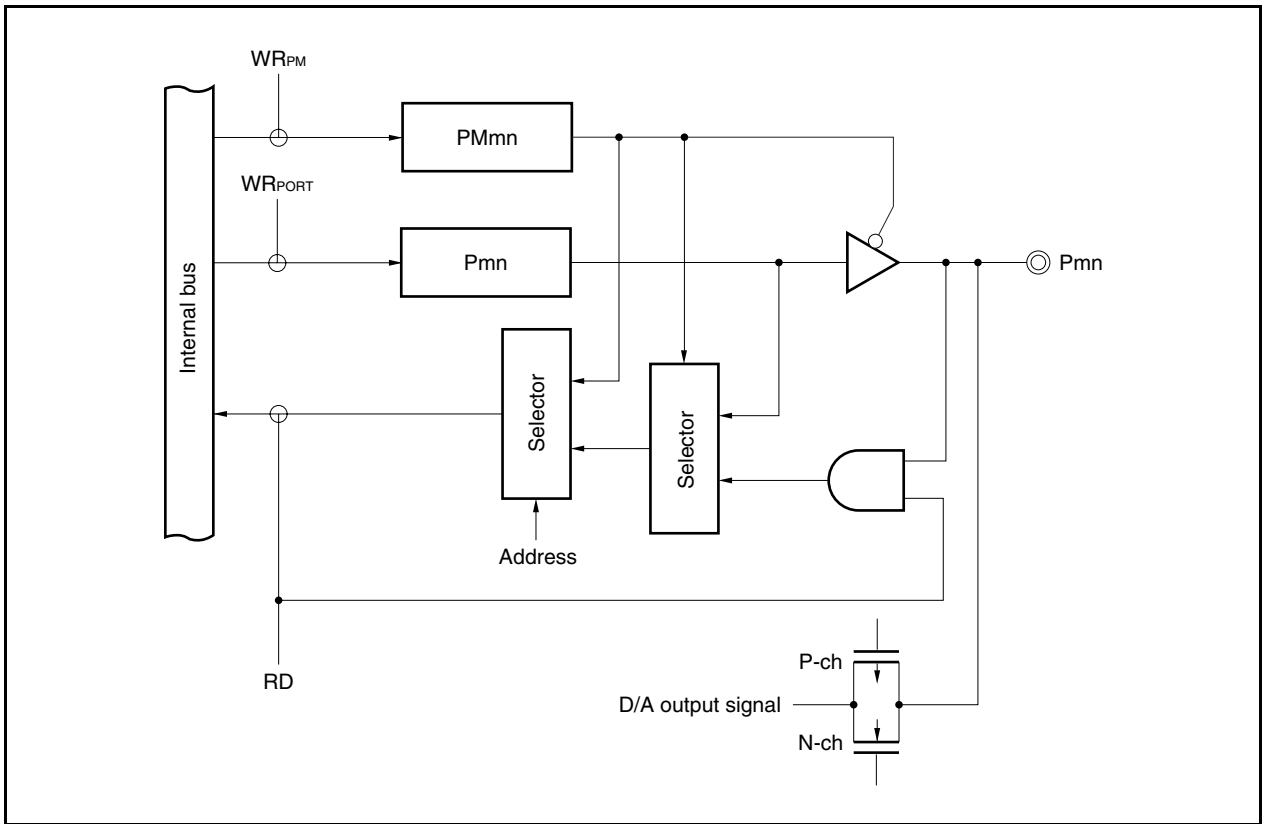 WRPM
PMmn
WRPORT
Pmn
Pmn
Internal bus
Selector
Selector
Address
RD
P-ch
D/A output signal
N-ch